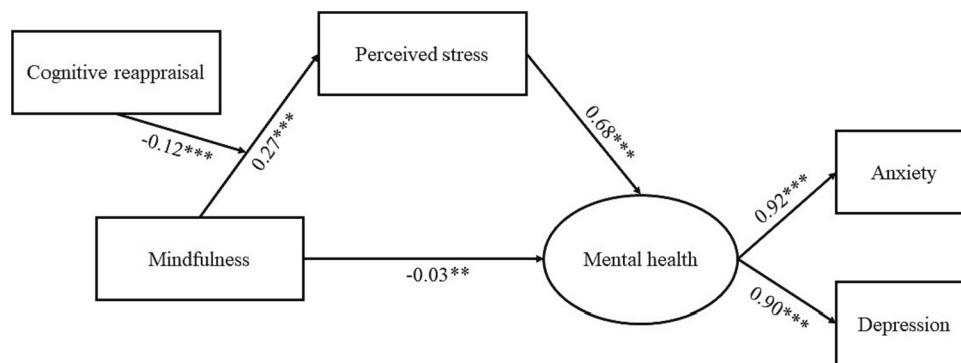 Perceived stress
Cognitive reappraisal
-0.12***
0.27***
0.68***
Anxiety
0.92***
Mindfulness
-0.03**
Mental health
0.90***
Depression